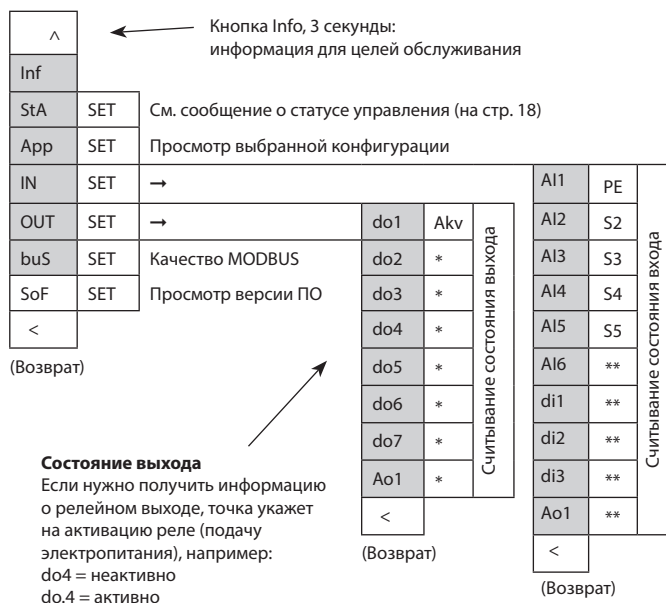 ^
Кнопка Info, 3 секунды:
информация для целей обслуживания
Inf
StA SET См. сообщение о статусе управления (на стр. 18)
App SET Просмотр выбранной конфигурации
IN SET →
OUT SET →
buS SET Качество MODBUS
SoF SET Просмотр версии ПО
<
(Возврат)
do1 Akv
do2 *
do3 *
do4 *
do5 *
do6 *
do7 *
Ao1 *
<
(Возврат)
Считывание состояния выхода
AI1 PE
AI2 S2
AI3 S3
AI4 S4
AI5 S5
AI6 **
di1 **
di2 **
di3 **
Ao1 **
<
(Возврат)
Считывание состояния входа
Состояние выхода
Если нужно получить информацию
о релейном выходе, точка укажет
на активацию реле (подачу
электропитания), например:
do4 = неактивно
do.4 = активно